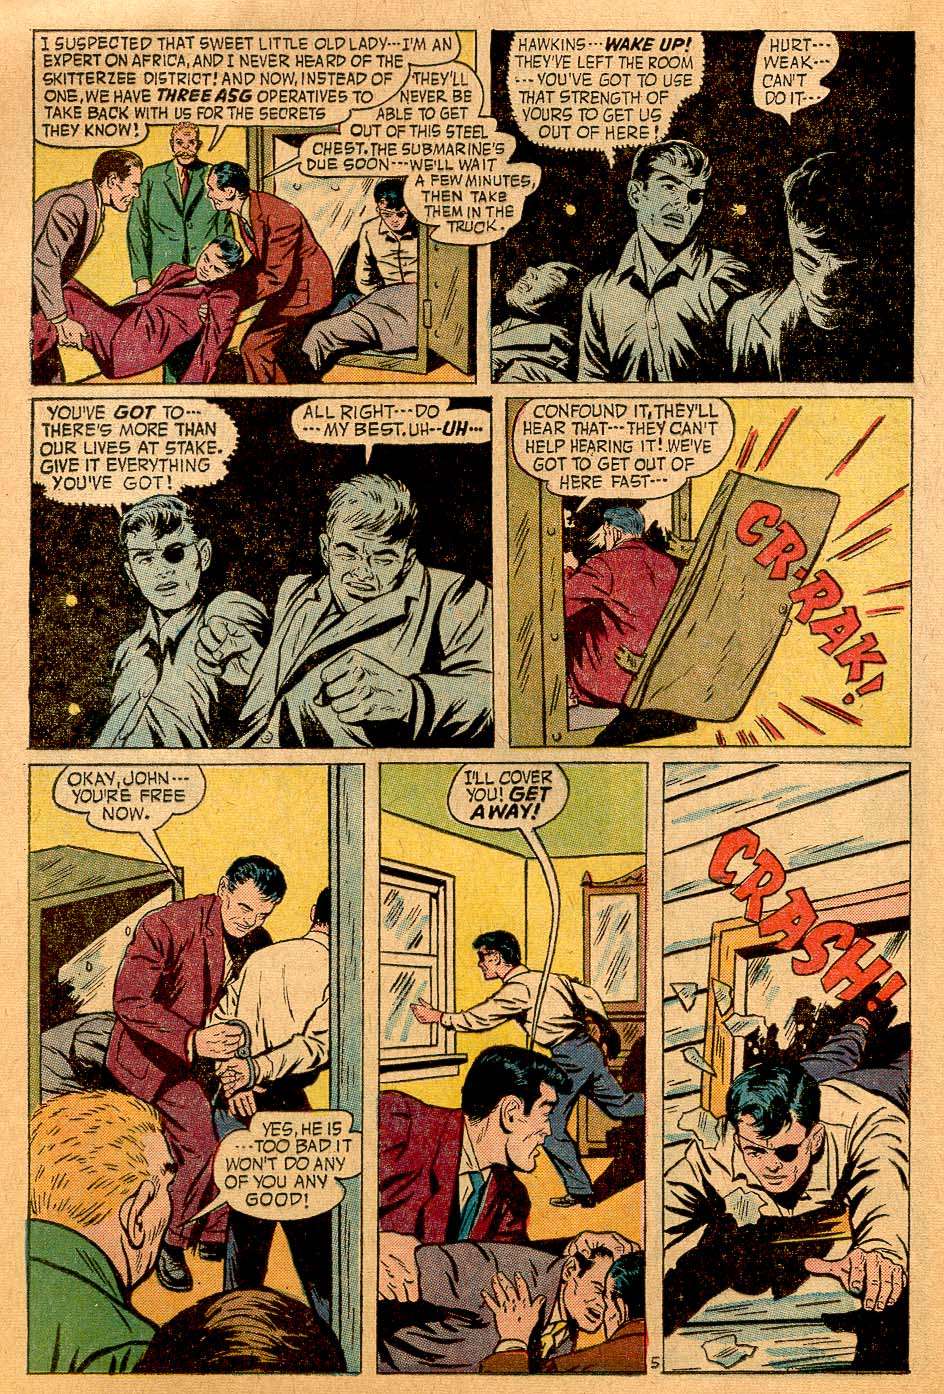 I SUSPECTED THAT SWEET LITTLE OLD LADY---I'M AN
EXPERT ON AFRICA, AND I NEVER HEARD OF THE
SKITTERZEE DISTRICT! AND NOW, INSTEAD OF
ONE, WE HAVE THREE ASG OPERATIVES TO
TAKE BACK WITH US FOR THE SECRETS
THEY KNOW!
THEY'LL
NEVER BE
ABLE TO GET
OUT OF THIS STEEL
CHEST. THE SUBMARINE'S
DUE SOON---WE'LL WAIT
A FEW MINUTES,
THEN TAKE
THEM IN THE
TRUCK.
HAWKINS---WAKE UP!
THEY'VE LEFT THE ROOM
---YOU'VE GOT TO USE
THAT STRENGTH OF
YOURS TO GET US
OUT OF HERE!
HURT---
WEAK---
CAN'T
DO IT---
YOU'VE GOT TO---
THERE'S MORE THAN
OUR LIVES AT STAKE.
GIVE IT EVERYTHING
YOU'VE GOT!
ALL RIGHT---DO
---MY BEST. UH--UH---
CONFOUND IT, THEY'LL
HEAR THAT---THEY CAN'T
HELP HEARING IT! WE'VE
GOT TO GET OUT OF
HERE FAST---
CR-RAK!
OKAY, JOHN---
YOU'RE FREE
NOW.
YES, HE IS
---TOO BAD IT
WON'T DO ANY
OF YOU ANY
GOOD!
I'LL COVER
YOU! GET
AWAY!
CRASH!
5